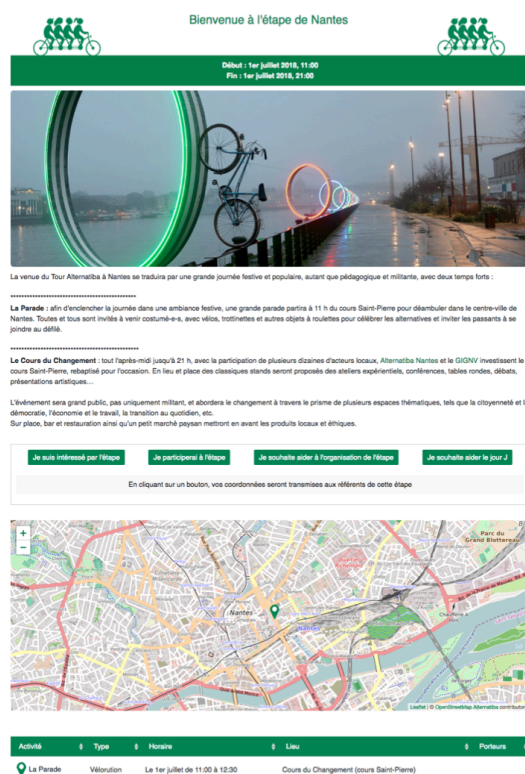 Bienvenue à l'étape de Nantes
Début : 1er juillet 2018, 11:00
Fin : 1er juillet 2018, 21:00
La venue du Tour Alternatiba à Nantes se traduira par une grande journée festive et populaire, autant que pédagogique et militante, avec deux temps forts :
**********************************************
La Parade : afin d'enclencher la journée dans une ambiance festive, une grande parade partira à 11 h du cours Saint-Pierre pour déambuler dans le centre-ville de
Nantes. Toutes et tous sont invités à venir costumé-e-s, avec vélos, trottinettes et autres objets à roulettes pour célébrer les alternatives et inviter les passants à se
joindre au défilé.
***********************************************
Le Cours du Changement : tout l'après-midi jusqu'à 21 h, avec la participation de plusieurs dizaines d'acteurs locaux, Alternatiba Nantes et le GIGNV investissent le
cours Saint-Pierre, rebaptisé pour l'occasion. En lieu et place des classiques stands seront proposés des ateliers expérientiels, conférences, tables rondes, débats,
présentations artistiques…
L'événement sera grand public, pas uniquement militant, et abordera le changement à travers le prisme de plusieurs espaces thématiques, tels que la citoyenneté et l
démocratie, l'économie et le travail, la transition au quotidien, etc.
Sur place, bar et restauration ainsi qu'un petit marché paysan mettront en avant les produits locaux et éthiques.
Je suis intéressé par l'étape
Je participerai à l'étape
Je souhaite aider à l'organisation de l'étape
Je souhaite aider le jour J
En cliquant sur un bouton, vos coordonnées seront transmises aux référents de cette étape
+
−
Parc du
Grand Blottereau
Nantes
Nantes
Leaflet | © OpenStreetMap Alternatiba contributor
Activité Type Horaire Lieu Porteurs
La Parade Vélorution Le 1er juillet de 11:00 à 12:30 Cours du Changement (cours Saint-Pierre)